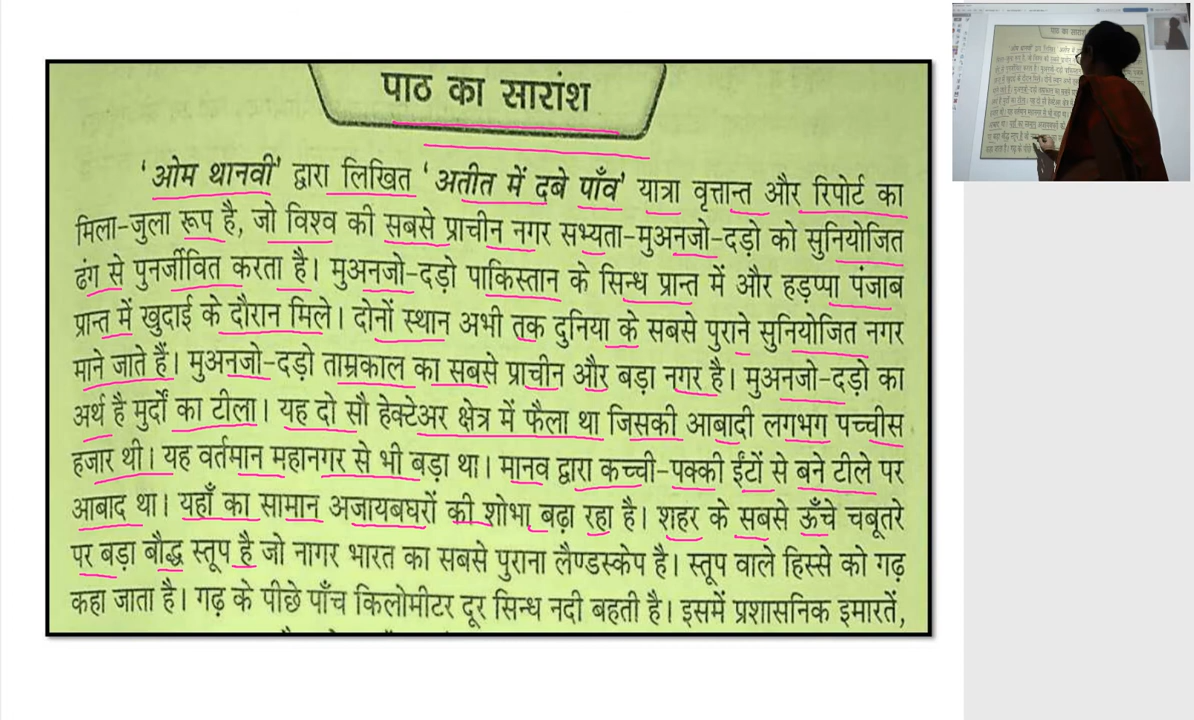 पाठ का सारांश
'ओम थानवी' द्वारा लिखित 'अतीत में दबे पाँव' यात्रा वृत्तान्त और रिपोर्ट का
मिला-जुला रूप है, जो विश्व की सबसे प्राचीन नगर सभ्यता-मुअनजो-दड़ो को सुनियोजित
ढंग से पुनर्जीवित करता है। मुअनजो-दड़ो पाकिस्तान के सिन्ध प्रान्त में और हड़प्पा पंजाब
प्रान्त में खुदाई के दौरान मिले। दोनों स्थान अभी तक दुनिया के सबसे पुराने सुनियोजित नगर
माने जाते हैं। मुअनजो-दड़ो ताम्रकाल का सबसे प्राचीन और बड़ा नगर है। मुअनजो-दड़ो का
अर्थ है मुर्दों का टीला। यह दो सौ हेक्टेअर क्षेत्र में फैला था जिसकी आबादी लगभग पच्चीस
हजार थी। यह वर्तमान महानगर से भी बड़ा था। मानव द्वारा कच्ची-पक्की ईंटों से बने टीले पर
आबाद था। यहाँ का सामान अजायबघरों की शोभा बढ़ा रहा है। शहर के सबसे ऊँचे चबूतरे
पर बड़ा बौद्ध स्तूप है जो नागर भारत का सबसे पुराना लैण्डस्केप है। स्तूप वाले हिस्से को गढ़
कहा जाता है। गढ़ के पीछे पाँच किलोमीटर दूर सिन्ध नदी बहती है। इसमें प्रशासनिक इमारतें,
पाठ का सारांश